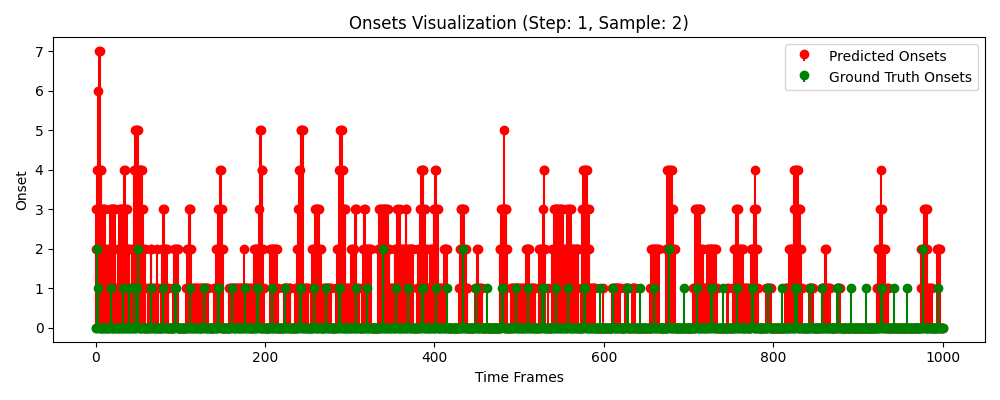 Onsets Visualization (Step: 1, Sample: 2)
Predicted Onsets
Ground Truth Onsets
Onset
7
6
5
4
3
2
1
0
0 200 400 600 800 1000
Time Frames